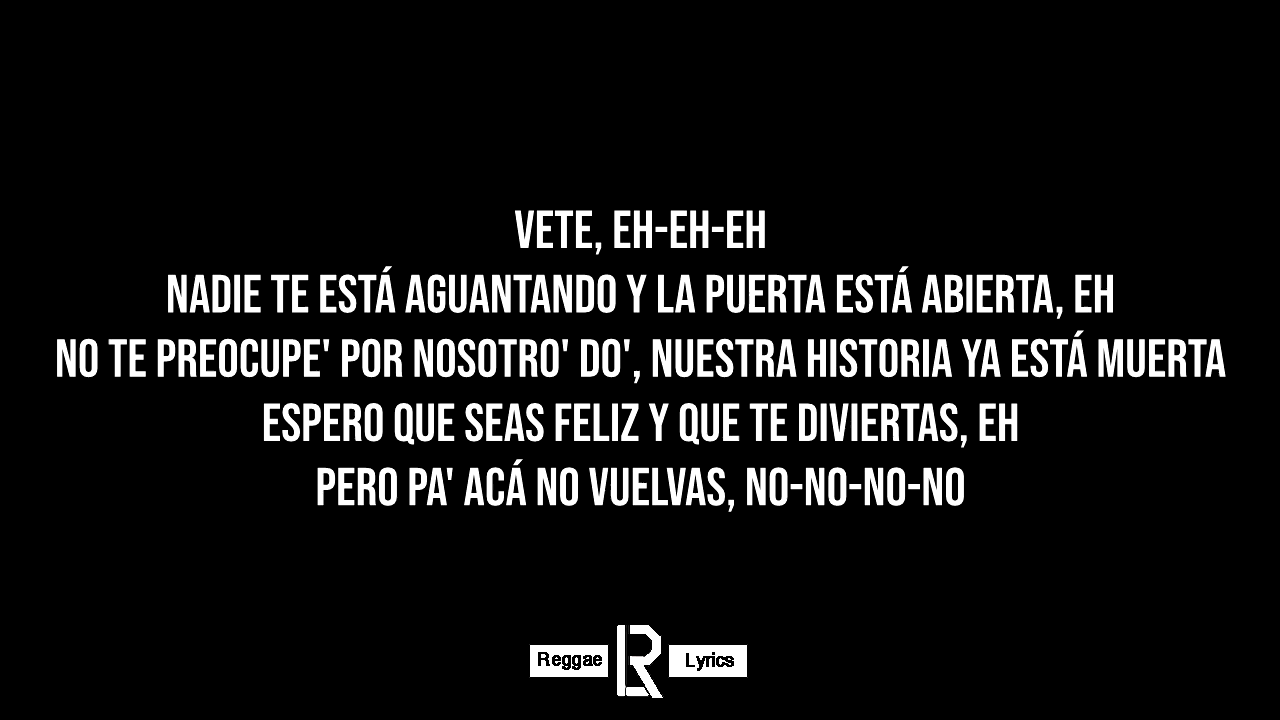 VETE, EH-EH-EH
NADIE TE ESTÁ AGUANTANDO Y LA PUERTA ESTÁ ABIERTA, EH
NO TE PREOCUPE' POR NOSOTRO' DO', NUESTRA HISTORIA YA ESTÁ MUERTA
ESPERO QUE SEAS FELIZ Y QUE TE DIVIERTAS, EH
PERO PA' ACÁ NO VUELVAS, NO-NO-NO-NO
Reggae LR Lyrics